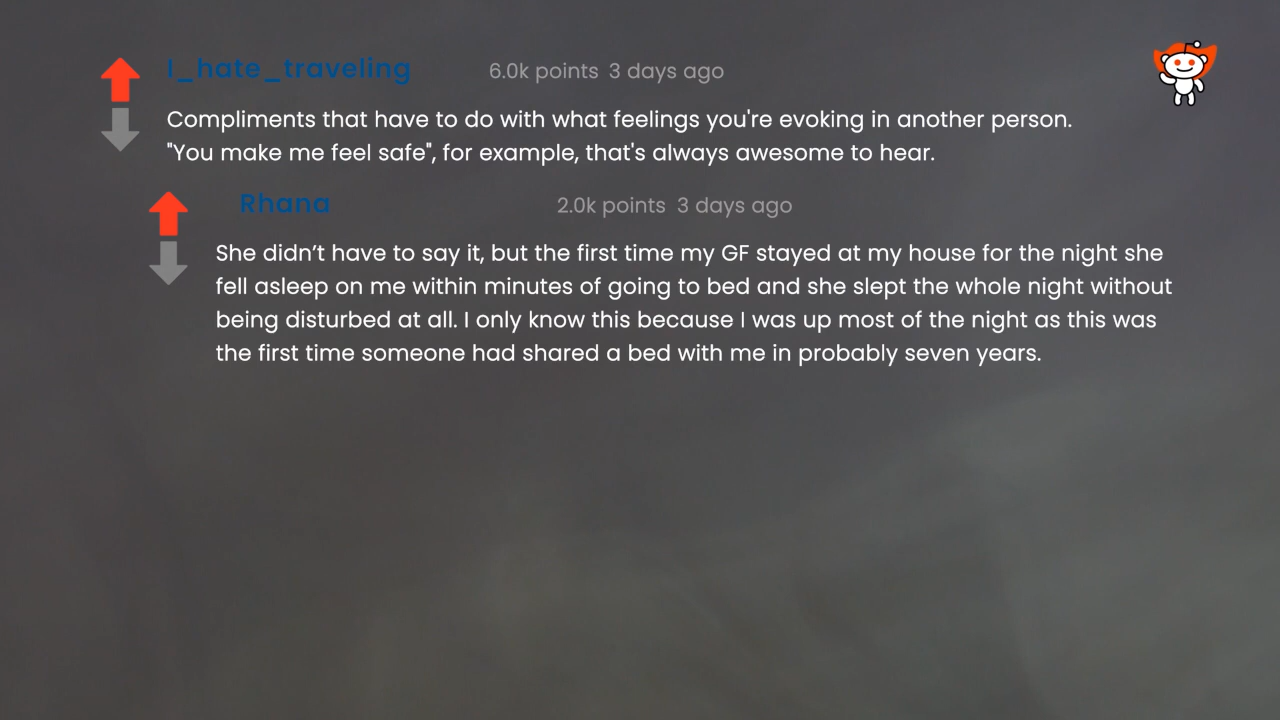 I_hate_traveling 6.0k points 3 days ago
Compliments that have to do with what feelings you're evoking in another person.
"You make me feel safe", for example, that's always awesome to hear.
Rhana 2.0k points 3 days ago
She didn’t have to say it, but the first time my GF stayed at my house for the night she
fell asleep on me within minutes of going to bed and she slept the whole night without
being disturbed at all. I only know this because I was up most of the night as this was
the first time someone had shared a bed with me in probably seven years.